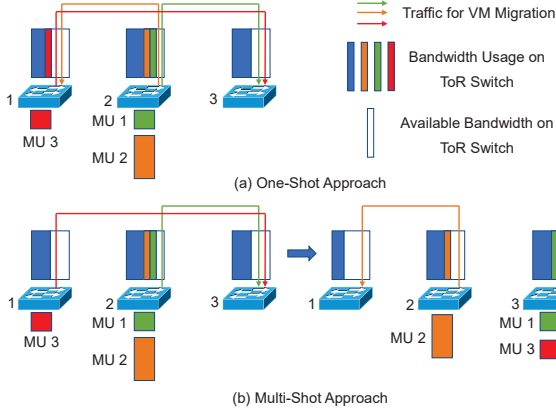 Traffic for VM Migration
Bandwidth Usage on
ToR Switch
Available Bandwidth on
ToR Switch
1
2
3
MU 3
MU 1
MU 2
(a) One-Shot Approach
1
2
3
1
2
3
MU 3
MU 1
MU 2
MU 2
MU 1
MU 3
(b) Multi-Shot Approach